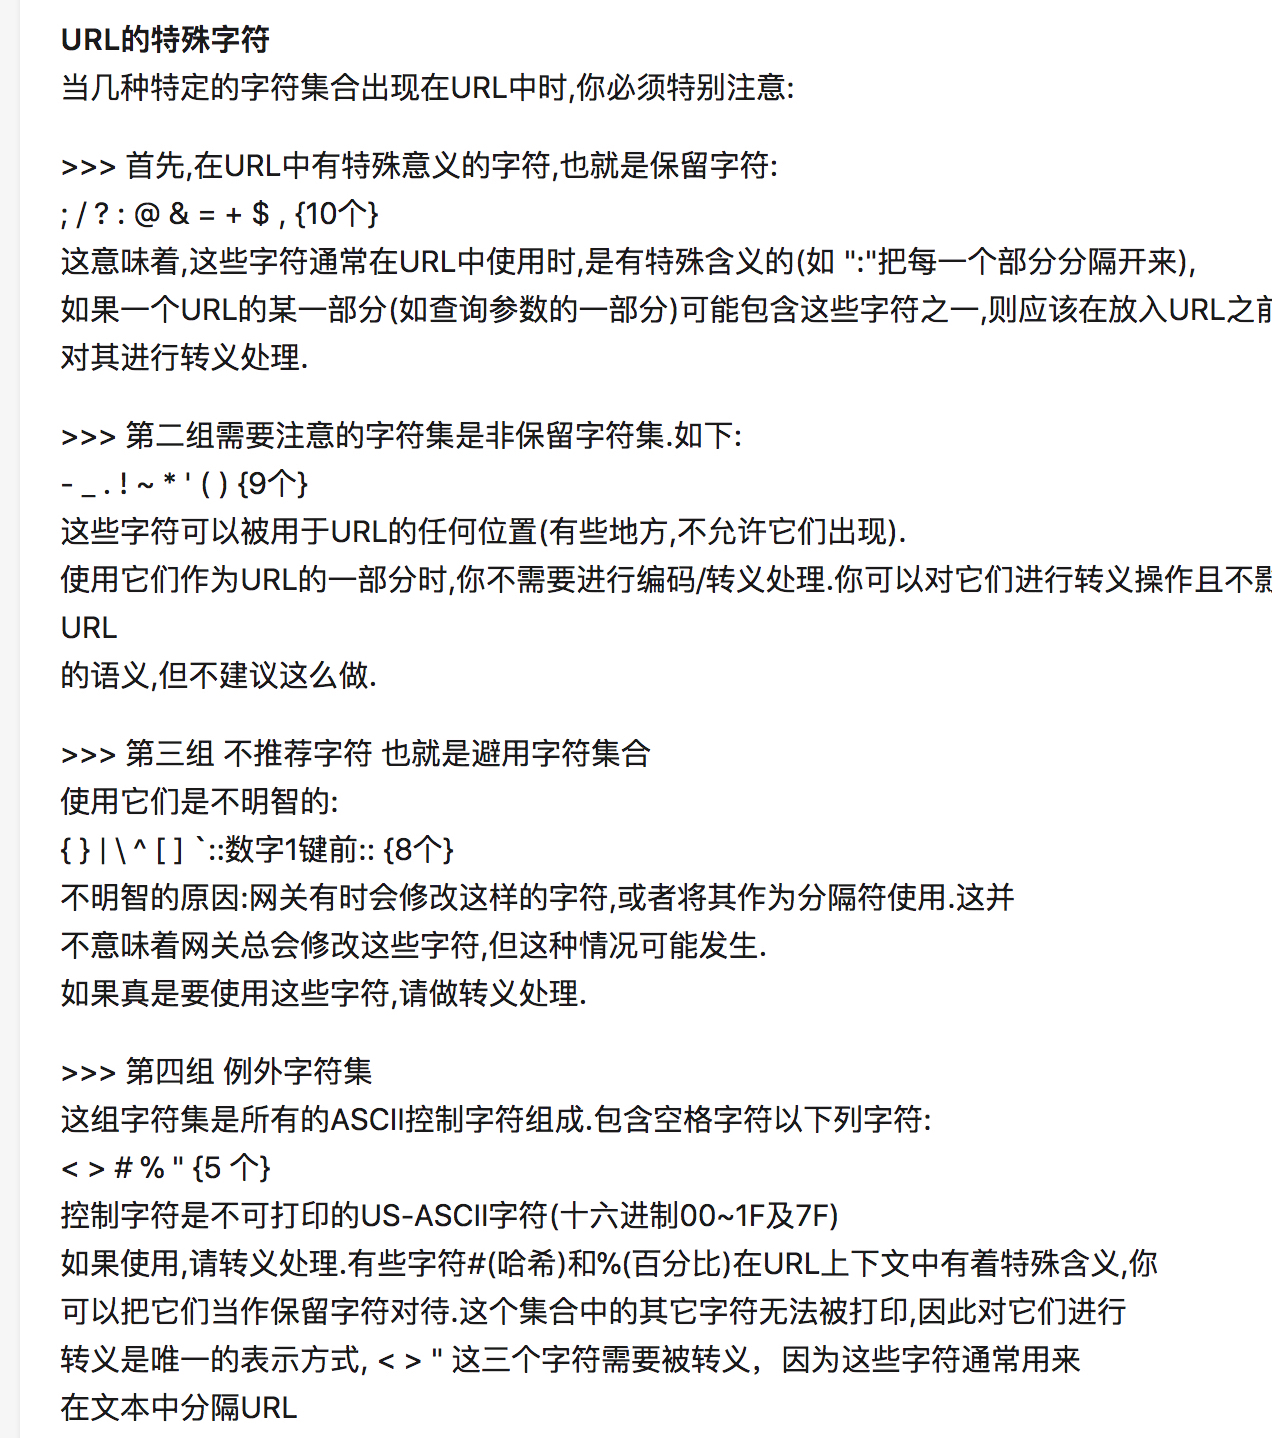 URL的特殊字符
当几种特定的字符集合出现在URL中时,你必须特别注意:
>>> 首先,在URL中有特殊意义的字符,也就是保留字符:
; / ? : @ & = + $ , {10个}
这意味着,这些字符通常在URL中使用时,是有特殊含义的(如 ":"把每一个部分分隔开来),
如果一个URL的某一部分(如查询参数的一部分)可能包含这些字符之一,则应该在放入URL之前
对其进行转义处理.
>>> 第二组需要注意的字符集是非保留字符集.如下:
- _ . ! ~ * ' ( ) {9个}
这些字符可以被用于URL的任何位置(有些地方,不允许它们出现).
使用它们作为URL的一部分时,你不需要进行编码/转义处理.你可以对它们进行转义操作且不影
URL
的语义,但不建议这么做.
>>> 第三组 不推荐字符 也就是避用字符集合
使用它们是不明智的:
{ } | \ ^ [ ] `::数字1键前:: {8个}
不明智的原因:网关有时会修改这样的字符,或者将其作为分隔符使用.这并
不意味着网关总会修改这些字符,但这种情况可能发生.
如果真是要使用这些字符,请做转义处理.
>>> 第四组 例外字符集
这组字符集是所有的ASCII控制字符组成.包含空格字符以下列字符:
< > # % " {5 个}
控制字符是不可打印的US-ASCII字符(十六进制00~1F及7F)
如果使用,请转义处理.有些字符#(哈希)和%(百分比)在URL上下文中有着特殊含义,你
可以把它们当作保留字符对待.这个集合中的其它字符无法被打印,因此对它们进行
转义是唯一的表示方式, < > " 这三个字符需要被转义，因为这些字符通常用来
在文本中分隔URL